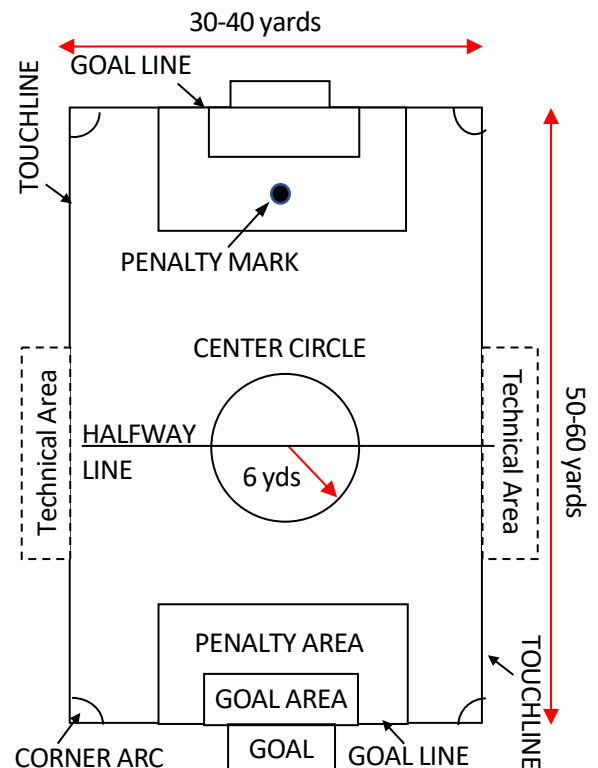 30-40 yards
GOAL LINE
TOUCHLINE
PENALTY MARK
CENTER CIRCLE
Technical Area
Technical Area
HALFWAY
LINE
6 yds
50-60 yards
PENALTY AREA
GOAL AREA
TOUCHLINE
CORNER ARC
GOAL
GOAL LINE